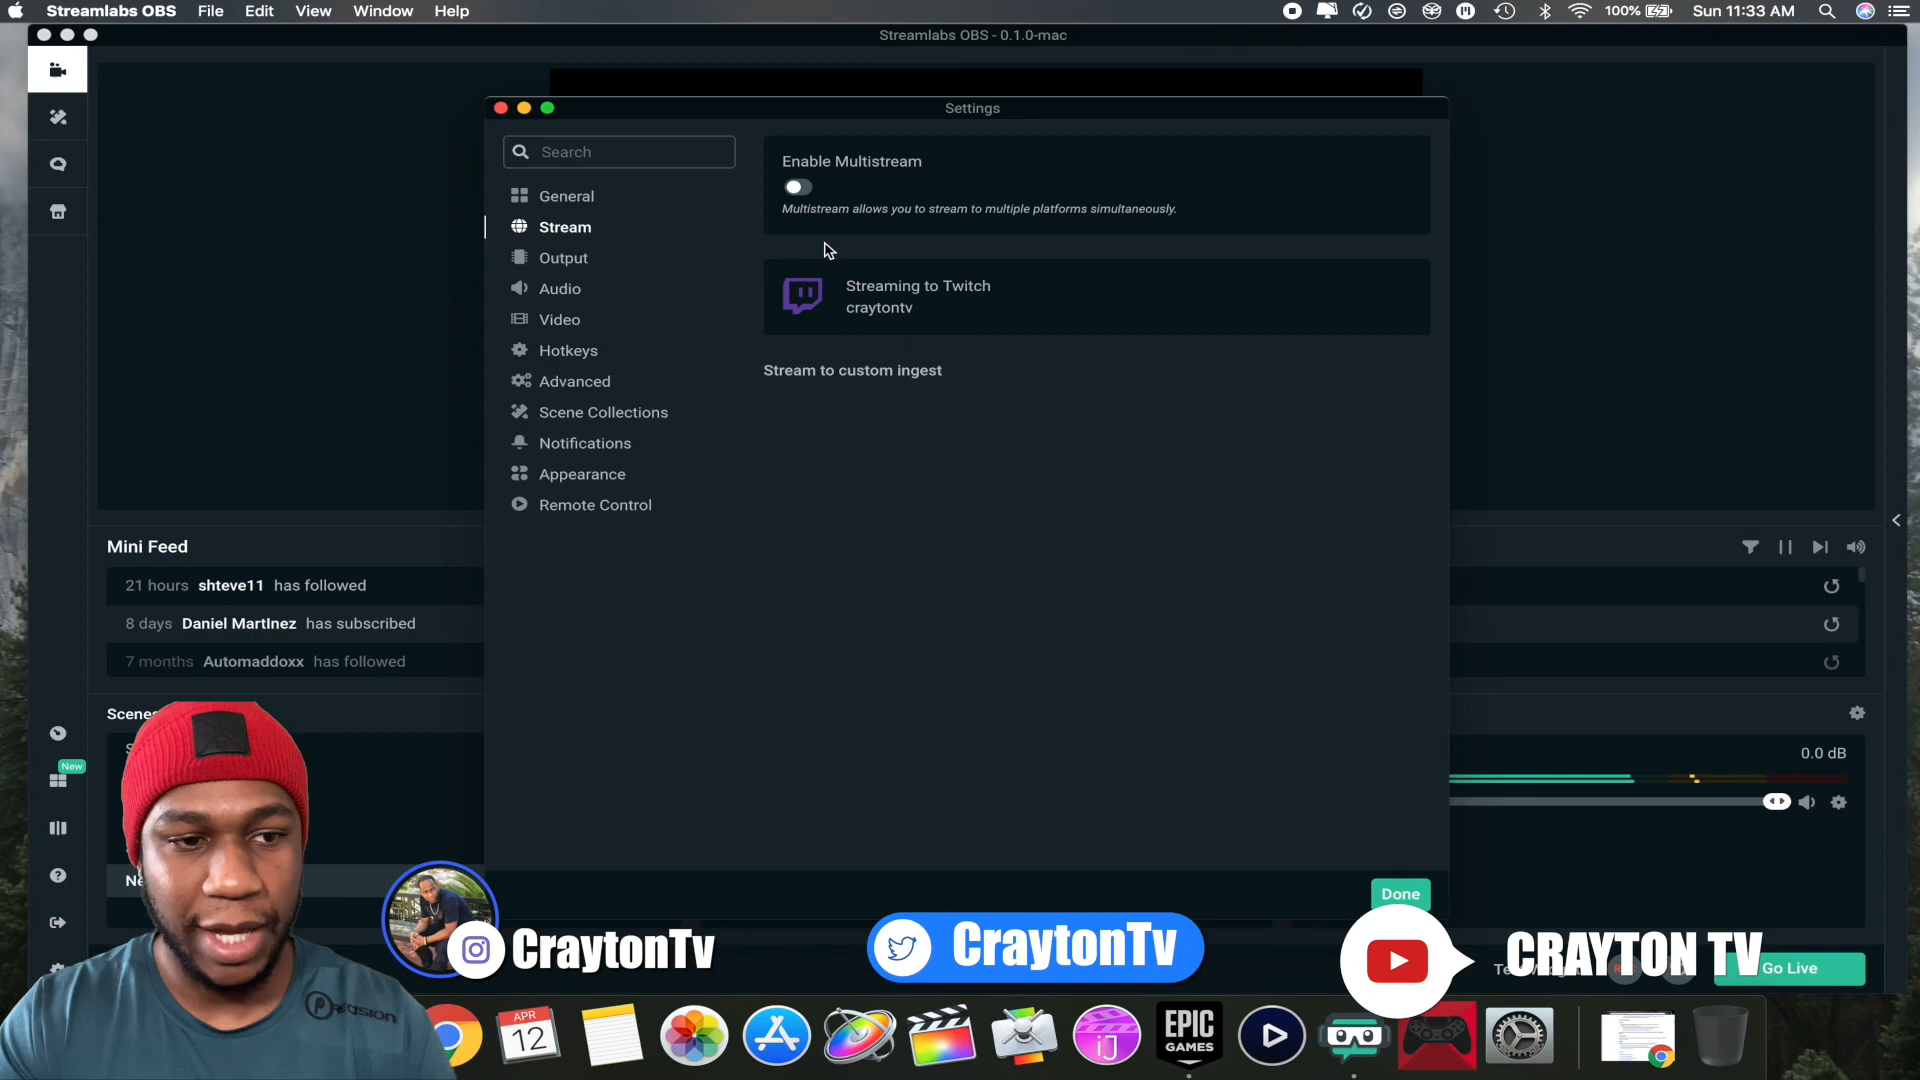 Streamlabs OBS File Edit View Window Help
100% Sun 11:33 AM
Streamlabs OBS - 0.1.0-mac
Settings
Search
General
Stream
Output
Audio
Video
Hotkeys
Advanced
Scene Collections
Notifications
Appearance
Remote Control
Enable Multistream
Multistream allows you to stream to multiple platforms simultaneously.
Streaming to Twitch
craytontv
Stream to custom ingest
Done
Mini Feed
21 hours shteve11 has followed
8 days Daniel MartInez has subscribed
7 months Automaddoxx has followed
Scenes
New
0.0 dB
Go Live
CraytonTv
CraytonTv
CRAYTON TV
APR
12
EPIC
GAMES